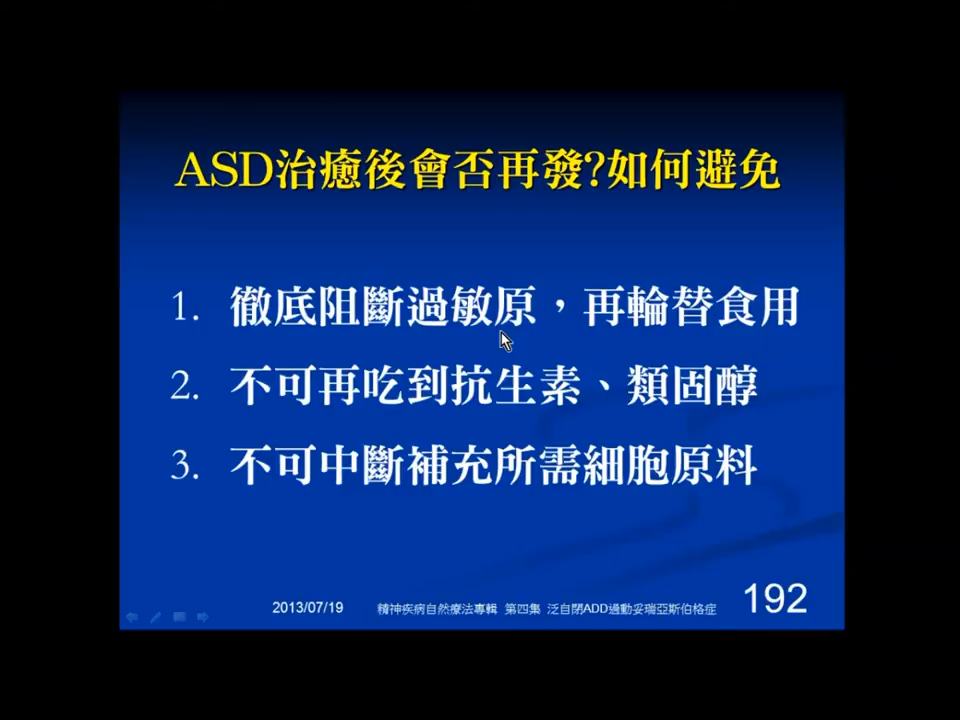 ASD治癒後會否再發?如何避免
1. 徹底阻斷過敏原，再輪替食用
2. 不可再吃到抗生素、類固醇
3. 不可中斷補充所需細胞原料
2013/07/19 精神疾病自然療法專輯 第四集 泛自閉ADD過動妥瑞亞斯伯格症 192